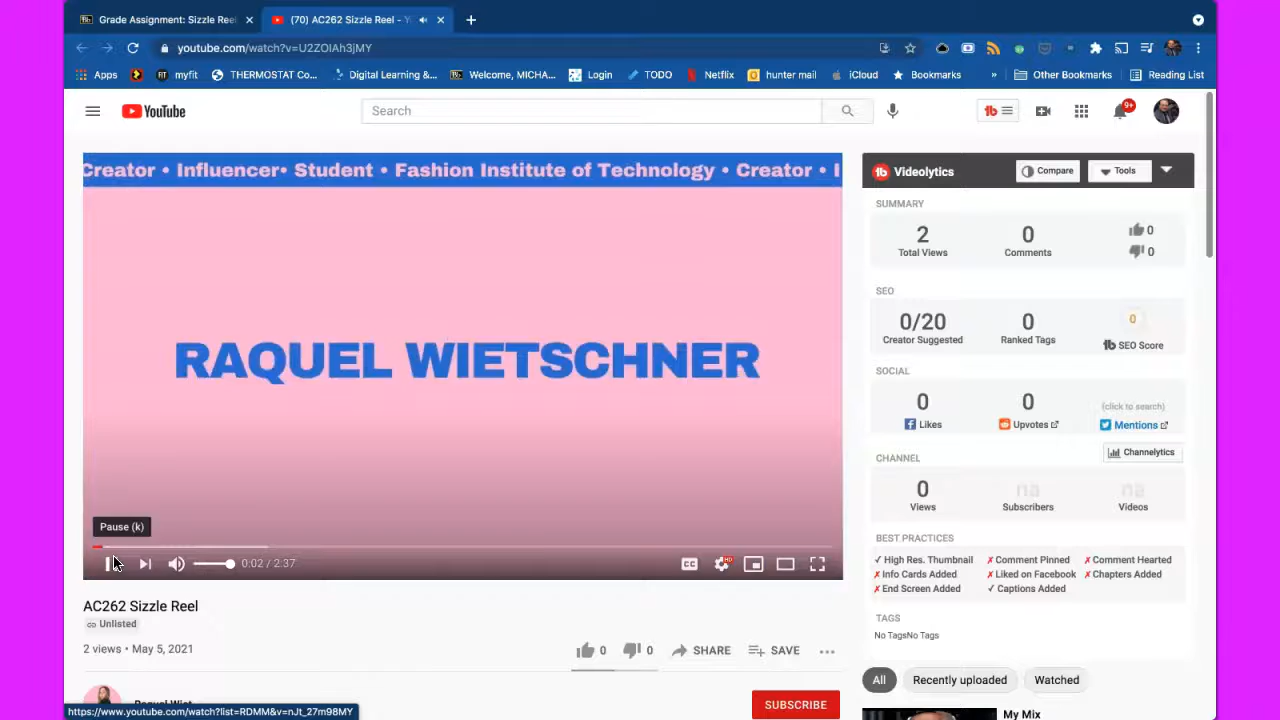 Grade Assignment: Sizzle Reel
(70) AC262 Sizzle Reel -
youtube.com/watch?v=U2ZOIAh3jMY
Apps myfit THERMOSTAT Co... Digital Learning &... Welcome, MICHA... Login TODO Netflix hunter mail iCloud Bookmarks » Other Bookmarks Reading List
YouTube
Search
9+
Creator • Influencer• Student • Fashion Institute of Technology • Creator • I
RAQUEL WIETSCHNER
Pause (k)
0:02 / 2:37
CC HD
AC262 Sizzle Reel
Unlisted
2 views • May 5, 2021
0 0 SHARE SAVE
SUBSCRIBE
https://www.youtube.com/watch?list=RDMM&v=nJt_27m98MY
tb Videolytics Compare Tools
SUMMARY
2 0 0
Total Views Comments 0
SEO
0/20 0 0
Creator Suggested Ranked Tags tb SEO Score
SOCIAL
0 0 (click to search)
Likes Upvotes Mentions
CHANNEL Channelytics
0 na na
Views Subscribers Videos
BEST PRACTICES
✓ High Res. Thumbnail ✗ Comment Pinned ✗ Comment Hearted
✗ Info Cards Added ✗ Liked on Facebook ✗ Chapters Added
✗ End Screen Added ✓ Captions Added
TAGS
No TagsNo Tags
All Recently uploaded Watched
My Mix